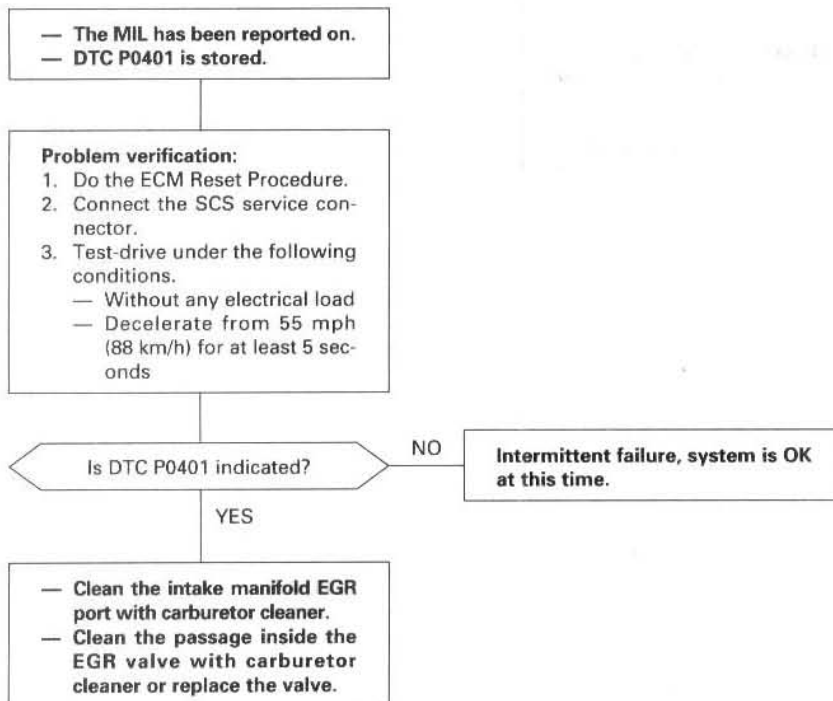 — The MIL has been reported on.
— DTC P0401 is stored.
Problem verification:
1. Do the ECM Reset Procedure.
2. Connect the SCS service con-
nector.
3. Test-drive under the following
conditions.
— Without any electrical load
— Decelerate from 55 mph
(88 km/h) for at least 5 sec-
onds
Is DTC P0401 indicated?
NO
Intermittent failure, system is OK
at this time.
YES
— Clean the intake manifold EGR
port with carburetor cleaner.
— Clean the passage inside the
EGR valve with carburetor
cleaner or replace the valve.